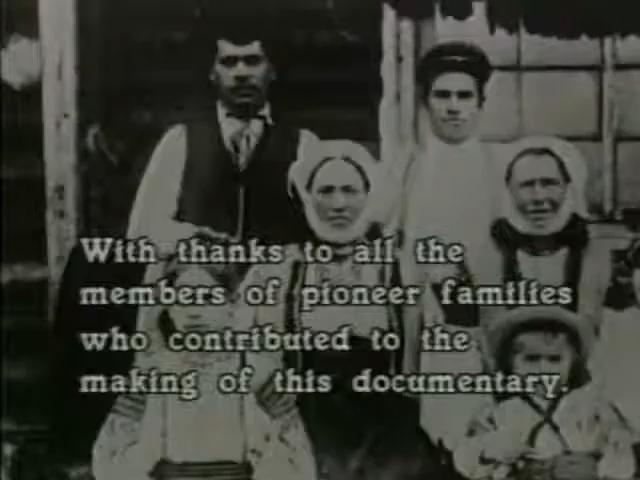 With thanks to all the
members of pioneer families
who contributed to the
making of this documentary.